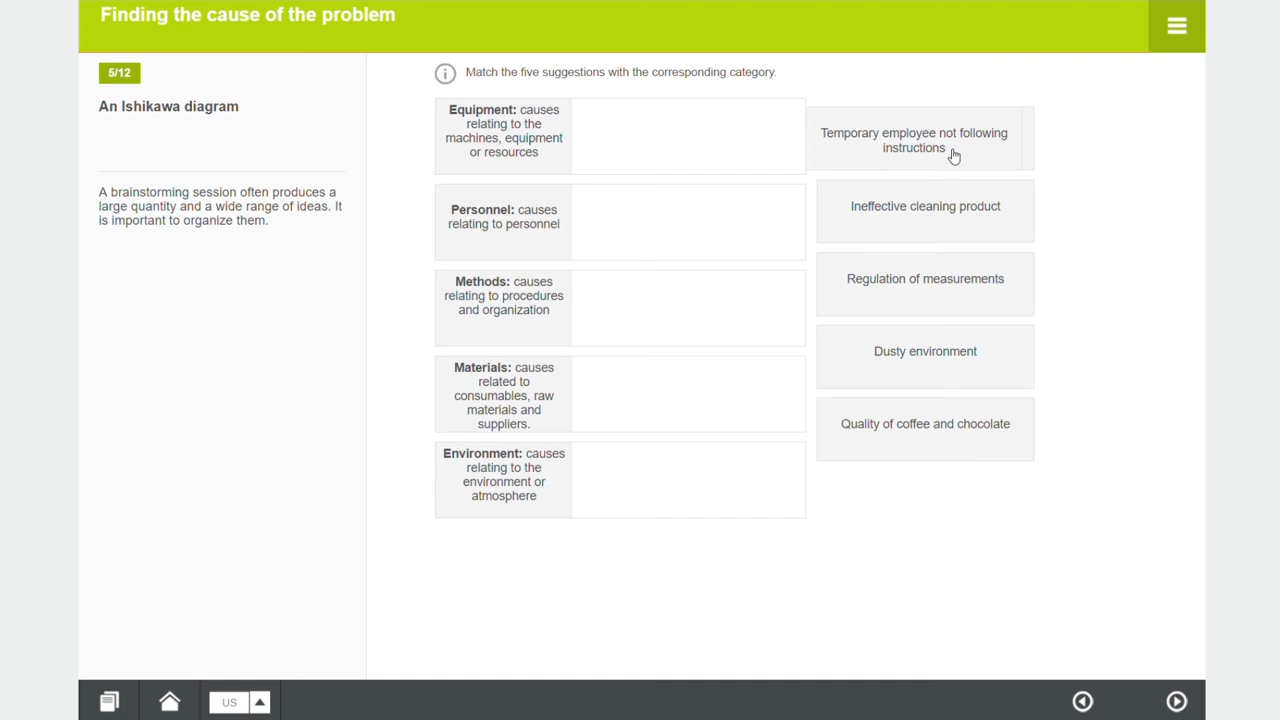 Finding the cause of the problem
5/12
An Ishikawa diagram
A brainstorming session often produces a
large quantity and a wide range of ideas. It
is important to organize them.
Match the five suggestions with the corresponding category.
Equipment: causes
relating to the
machines, equipment
or resources
Personnel: causes
relating to personnel
Methods: causes
relating to procedures
and organization
Materials: causes
related to
consumables, raw
materials and
suppliers.
Environment: causes
relating to the
environment or
atmosphere
Temporary employee not following
instructions
Ineffective cleaning product
Regulation of measurements
Dusty environment
Quality of coffee and chocolate
US